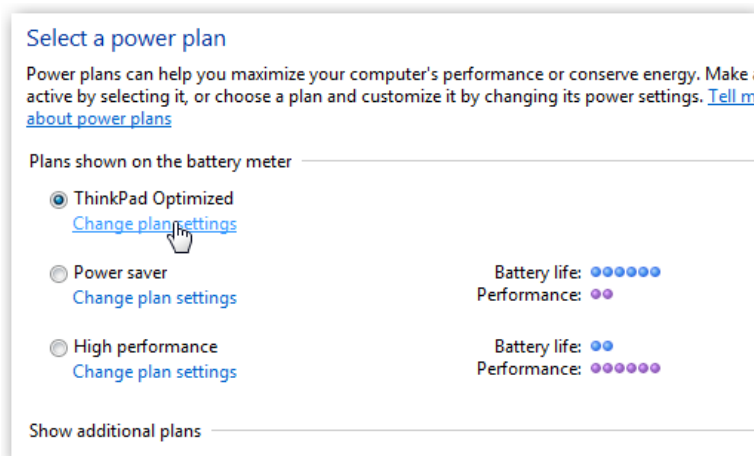 Select a power plan
Power plans can help you maximize your computer's performance or conserve energy. Make
active by selecting it, or choose a plan and customize it by changing its power settings. Tell
about power plans
Plans shown on the battery meter
ThinkPad Optimized
Change plan settings
Power saver
Battery life:
Change plan settings
Performance:
High performance
Battery life:
Change plan settings
Performance:
Show additional plans